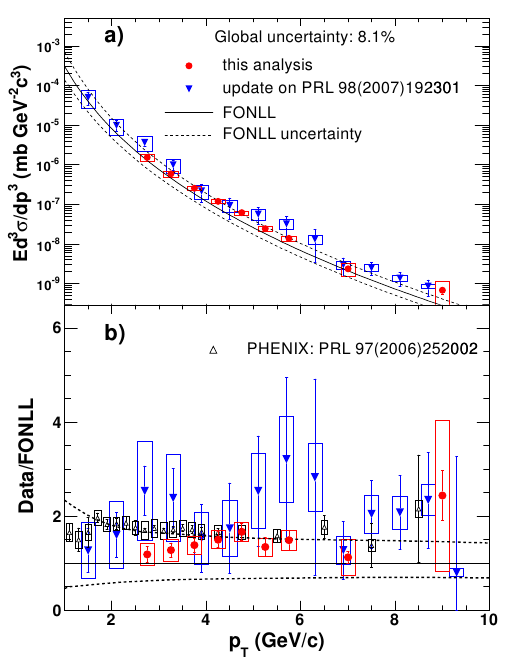 a)
Global uncertainty: 8.1%
this analysis
update on PRL 98(2007)192301
FONLL
FONLL uncertainty
Ed³σ/dp³ (mb GeV⁻²c³)
10⁻³
10⁻⁴
10⁻⁵
10⁻⁶
10⁻⁷
10⁻⁸
10⁻⁹
b)
PHENIX: PRL 97(2006)252002
Data/FONLL
6
4
2
0
2
4
6
8
10
p_T (GeV/c)